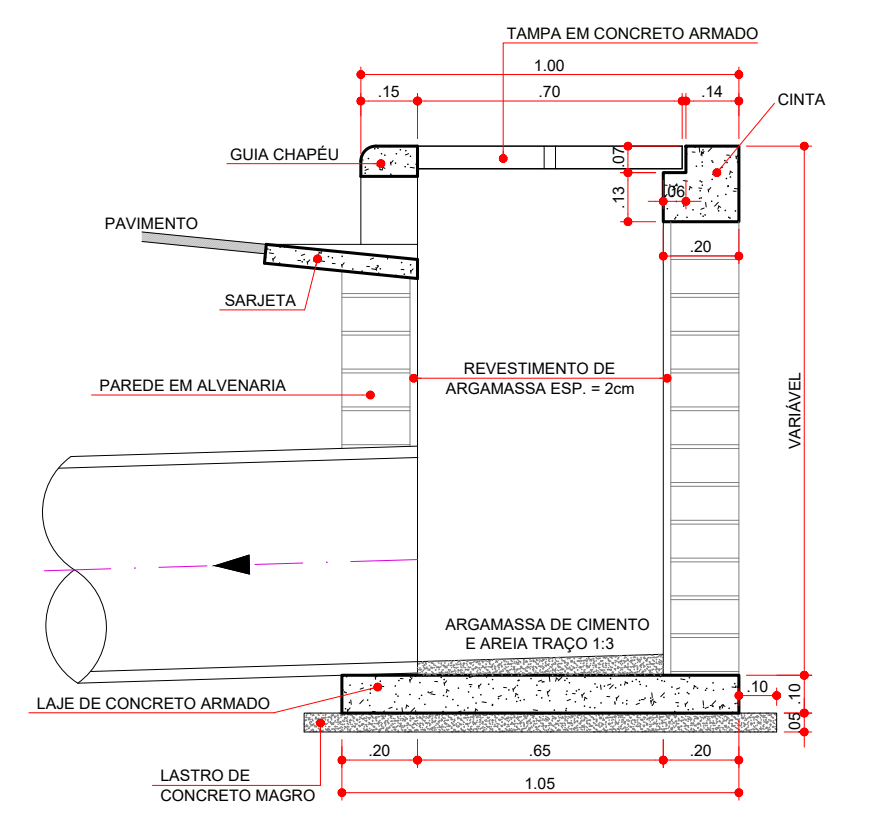 TAMPA EM CONCRETO ARMADO
1.00
.15
.70
.14
CINTA
GUIA CHAPÉU
.07
.06
.13
PAVIMENTO
.20
SARJETA
REVESTIMENTO DE
ARGAMASSA ESP. = 2cm
PAREDE EM ALVENARIA
VARIÁVEL
ARGAMASSA DE CIMENTO
E AREIA TRAÇO 1:3
.10
.10
LAJE DE CONCRETO ARMADO
.05
.20
.65
.20
LASTRO DE
CONCRETO MAGRO
1.05